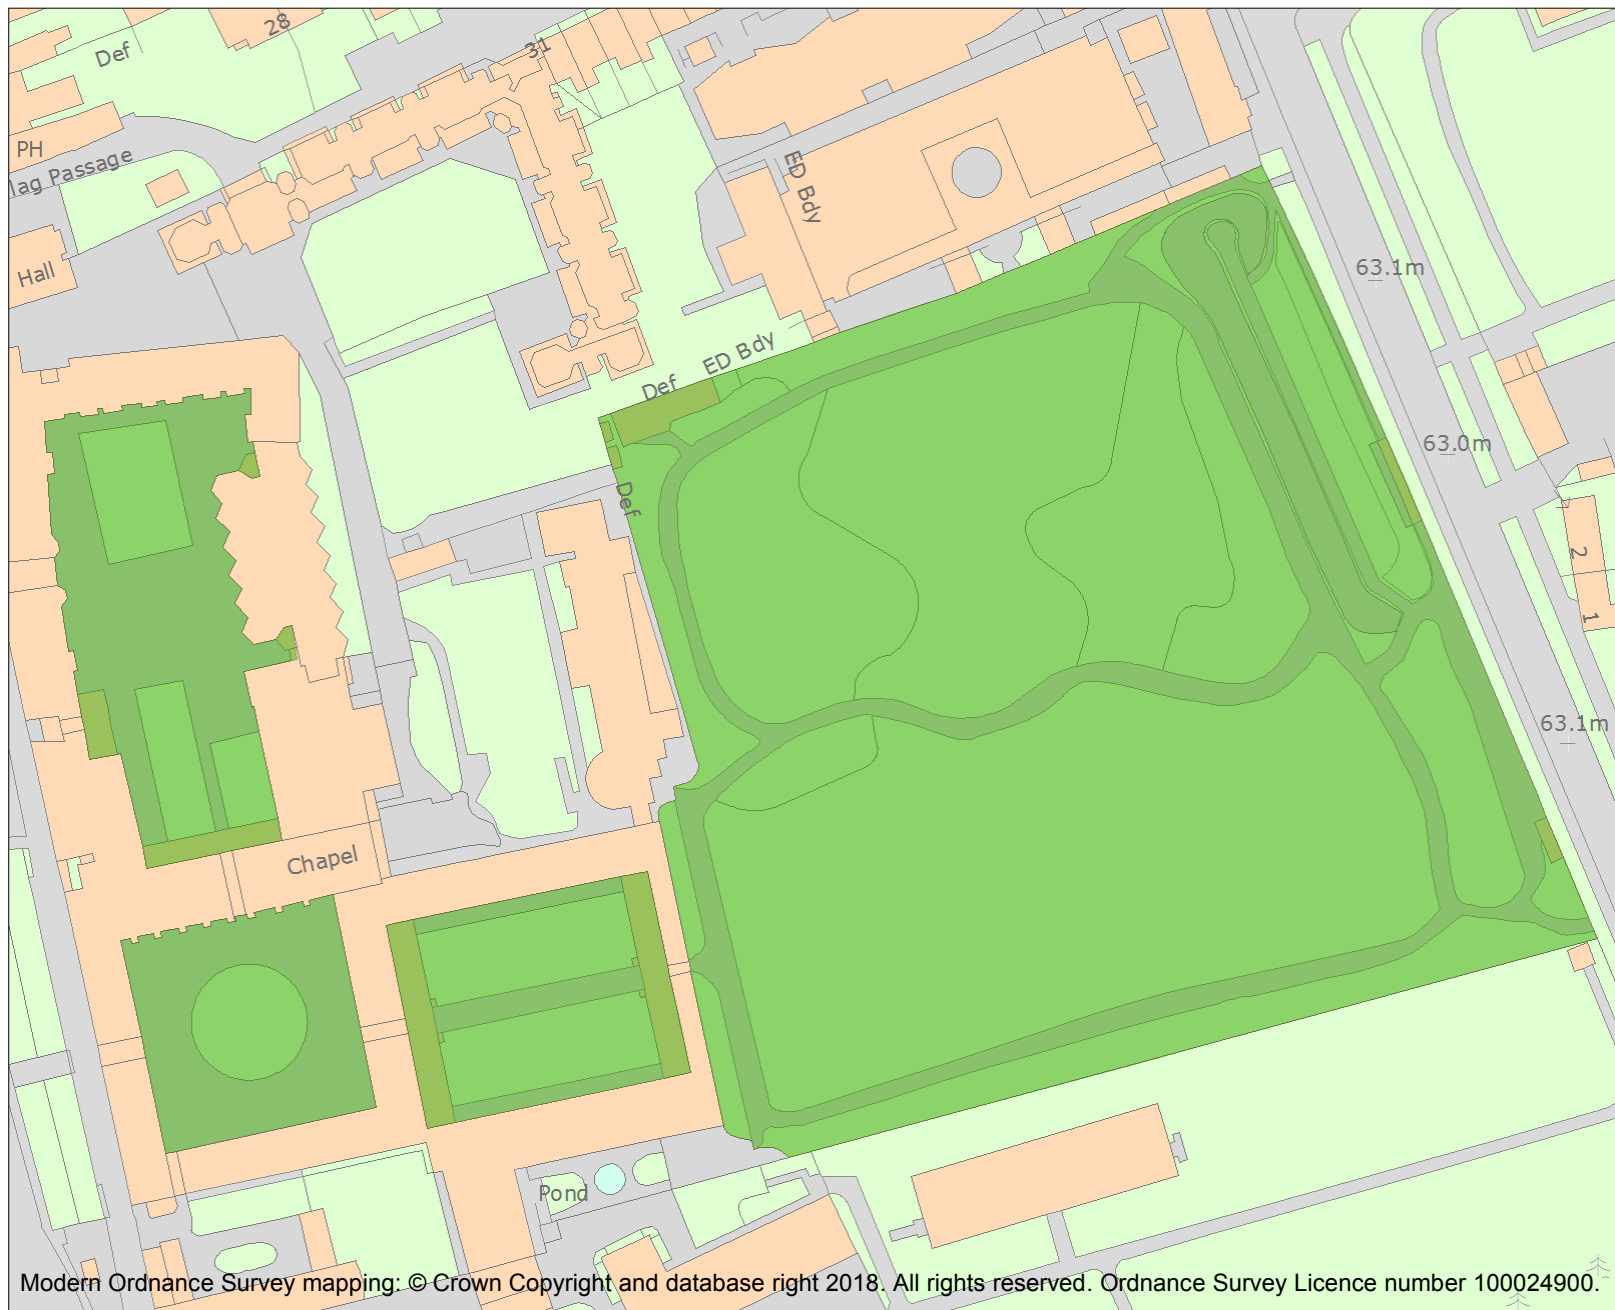 28
31
Def
PH
lag Passage
ED Bdy
Hall
63.1m
ED Bdy
Def
63.0m
Def
2
1
63.1m
Chapel
Pond
Modern Ordnance Survey mapping: © Crown Copyright and database right 2018. All rights reserved. Ordnance Survey Licence number 100024900.